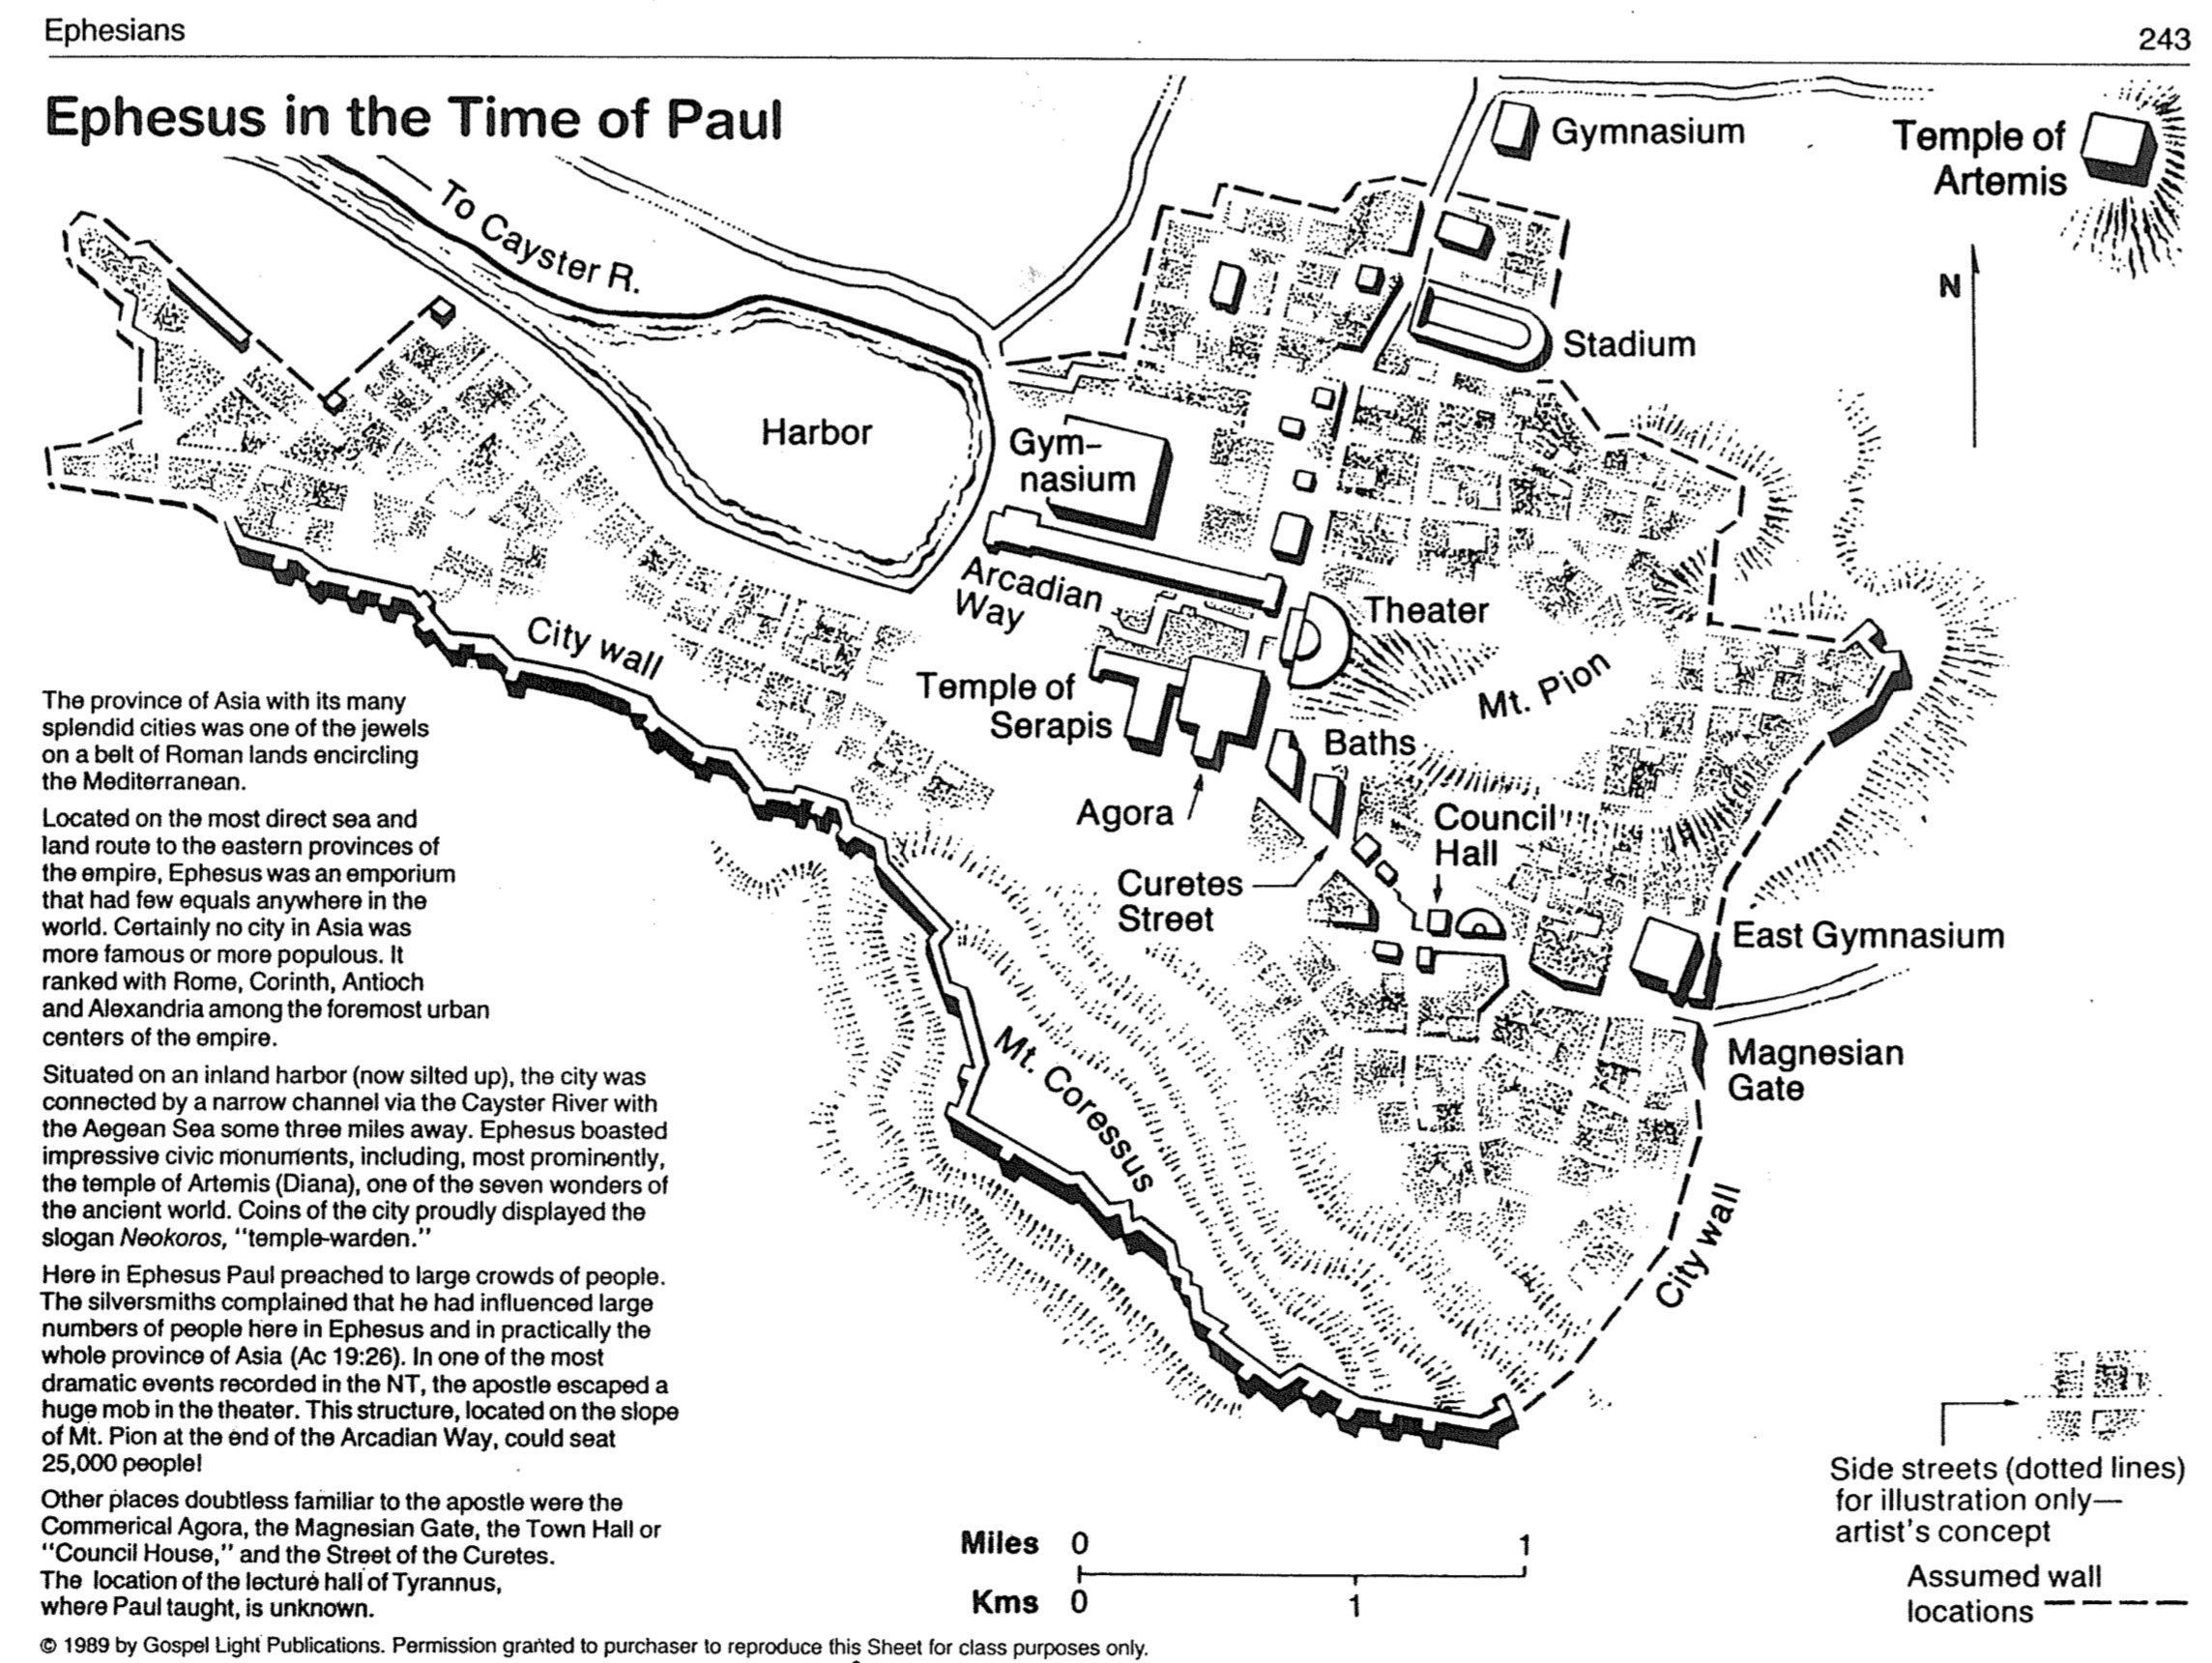 Ephesians
243
Ephesus in the Time of Paul
Gymnasium
Temple of
Artemis
To Cayster R.
N
Stadium
Harbor
Gym-
nasium
Arcadian
Way
Theater
City wall
Mt. Pion
Temple of
Serapis
Baths
Agora
Council
Hall
Curetes
Street
East Gymnasium
Mt. Coressus
Magnesian
Gate
City wall
The province of Asia with its many
splendid cities was one of the jewels
on a belt of Roman lands encircling
the Mediterranean.
Located on the most direct sea and
land route to the eastern provinces of
the empire, Ephesus was an emporium
that had few equals anywhere in the
world. Certainly no city in Asia was
more famous or more populous. It
ranked with Rome, Corinth, Antioch
and Alexandria among the foremost urban
centers of the empire.
Situated on an inland harbor (now silted up), the city was
connected by a narrow channel via the Cayster River with
the Aegean Sea some three miles away. Ephesus boasted
impressive civic monuments, including, most prominently,
the temple of Artemis (Diana), one of the seven wonders of
the ancient world. Coins of the city proudly displayed the
slogan Neokoros, "temple-warden."
Here in Ephesus Paul preached to large crowds of people.
The silversmiths complained that he had influenced large
numbers of people here in Ephesus and in practically the
whole province of Asia (Ac 19:26). In one of the most
dramatic events recorded in the NT, the apostle escaped a
huge mob in the theater. This structure, located on the slope
of Mt. Pion at the end of the Arcadian Way, could seat
25,000 people!
Other places doubtless familiar to the apostle were the
Commerical Agora, the Magnesian Gate, the Town Hall or
"Council House," and the Street of the Curetes.
The location of the lecture hall of Tyrannus,
where Paul taught, is unknown.
Side streets (dotted lines)
for illustration only—
artist's concept
Assumed wall
locations
Miles 0 1
Kms 0 1
© 1989 by Gospel Light Publications. Permission granted to purchaser to reproduce this Sheet for class purposes only.